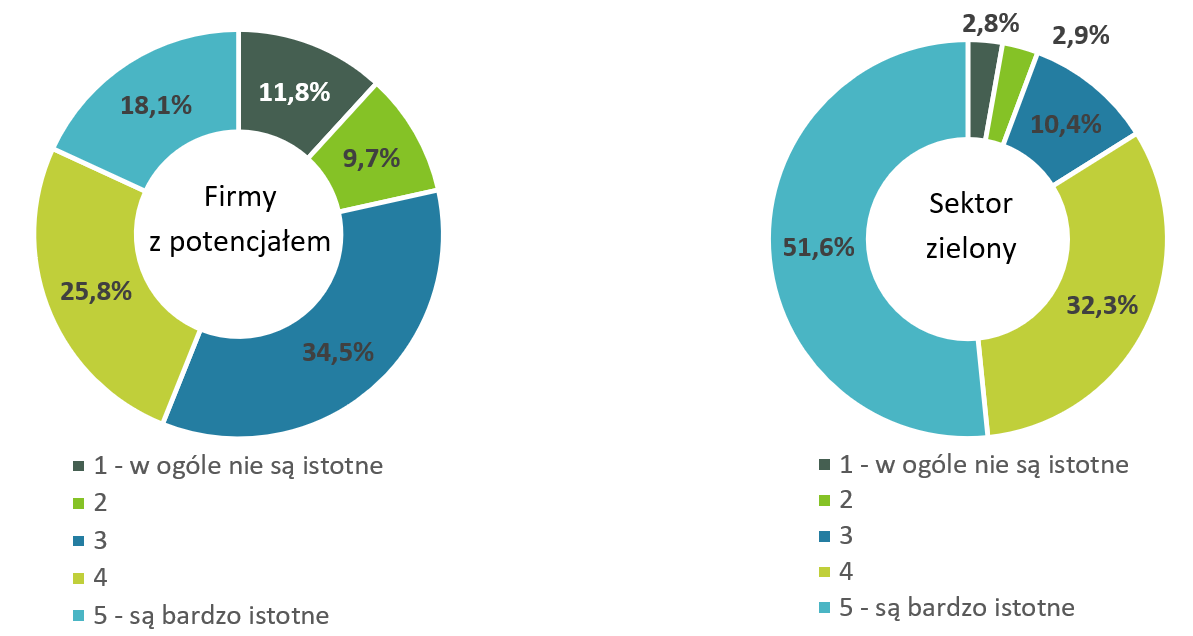 11,8%
9,7%
34,5%
25,8%
18,1%
Firmy
z potencjałem
1 - w ogóle nie są istotne
2
3
4
5 - są bardzo istotne
2,8%
2,9%
10,4%
32,3%
51,6%
Sektor
zielony
1 - w ogóle nie są istotne
2
3
4
5 - są bardzo istotne